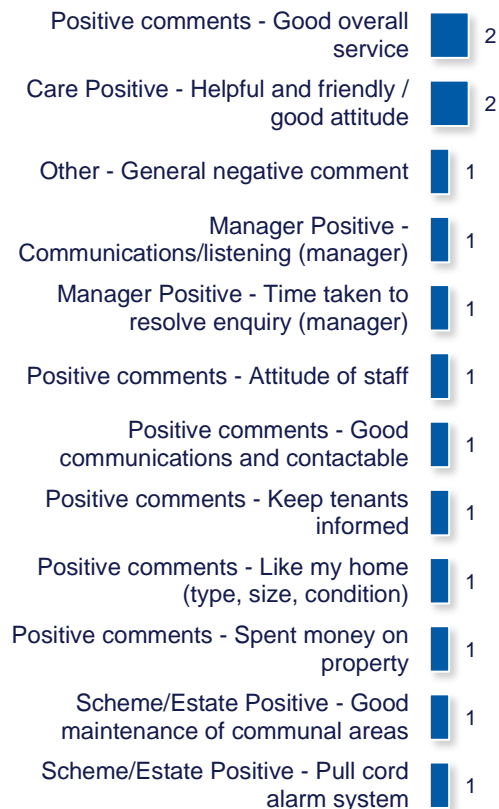 Positive comments - Good overall
service
2
Care Positive - Helpful and friendly /
good attitude
2
Other - General negative comment
1
Manager Positive -
Communications/listening (manager)
1
Manager Positive - Time taken to
resolve enquiry (manager)
1
Positive comments - Attitude of staff
1
Positive comments - Good
communications and contactable
1
Positive comments - Keep tenants
informed
1
Positive comments - Like my home
(type, size, condition)
1
Positive comments - Spent money on
property
1
Scheme/Estate Positive - Good
maintenance of communal areas
1
Scheme/Estate Positive - Pull cord
alarm system
1